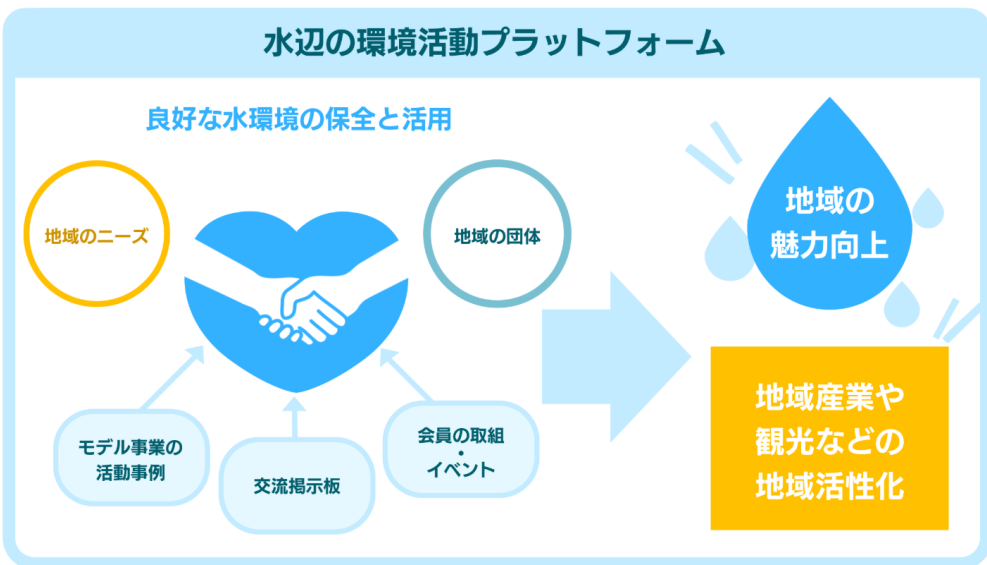 水辺の環境活動プラットフォーム
良好な水環境の保全と活用
地域のニーズ
地域の団体
モデル事業の
活動事例
交流掲示板
会員の取組
・
イベント
地域の
魅力向上
地域産業や
観光などの
地域活性化